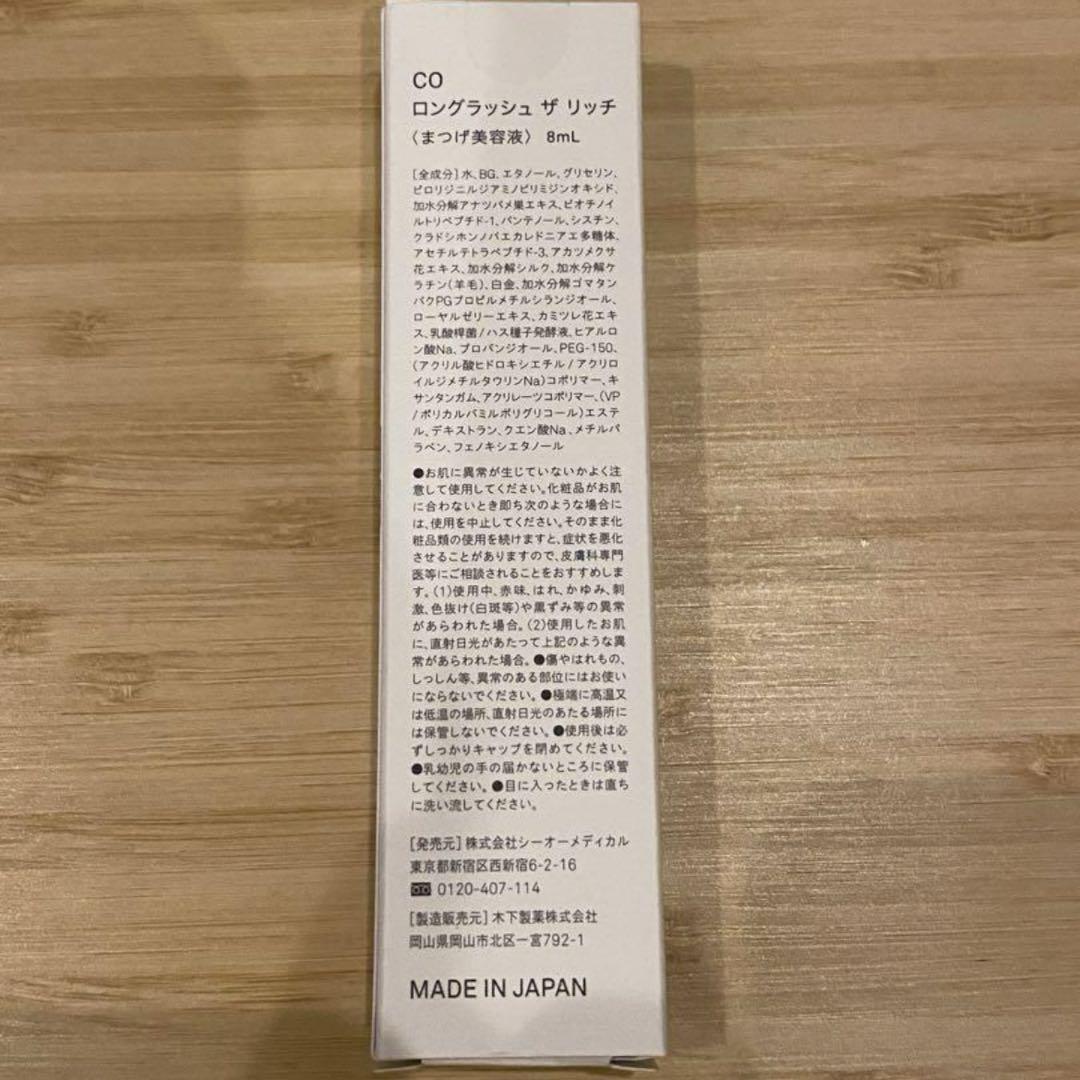 CO
ロングラッシュ ザ リッチ
〈まつげ美容液〉 8mL
[全成分]水、BG、エタノール、グリセリン、
ピロリジニルジアミノピリミジンオキシド、
加水分解アナツバメ巣エキス、ビオチノイ
ルトリペプチド-1、パンテノール、シスチン、
クラドシホンノバエカレドニアエ多糖体、
アセチルテトラペプチド-3、アカツメクサ
花エキス、加水分解シルク、加水分解ケ
ラチン(羊毛)、白金、加水分解ゴマタン
パクPGプロピルメチルシランジオール、
ローヤルゼリーエキス、カミツレ花エキ
ス、乳酸桿菌/ハス種子発酵液、ヒアルロ
ン酸Na、プロパンジオール、PEG-150、
(アクリル酸ヒドロキシエチル/アクリロ
イルジメチルタウリンNa)コポリマー、キ
サンタンガム、アクリレーツコポリマー、(VP
/ポリカルバミルポリグリコール)エステ
ル、デキストラン、クエン酸Na、メチルパ
ラベン、フェノキシエタノール
●お肌に異常が生じていないかよく注
意して使用してください。化粧品がお肌
に合わないとき即ち次のような場合に
は、使用を中止してください。そのまま化
粧品類の使用を続けますと、症状を悪化
させることがありますので、皮膚科専門
医等にご相談されることをおすすめしま
す。(1)使用中、赤味、はれ、かゆみ、刺
激、色抜け(白斑等)や黒ずみ等の異常
があらわれた場合。(2)使用したお肌
に、直射日光があたって上記のような異
常があらわれた場合。●傷やはれもの、
しっしん等、異常のある部位にはお使い
にならないでください。●極端に高温又
は低温の場所、直射日光のあたる場所に
は保管しないでください。●使用後は必
ずしっかりキャップを閉めてください。
●乳幼児の手の届かないところに保管
してください。●目に入ったときは直ち
に洗い流してください。
[発売元]株式会社シーオーメディカル
東京都新宿区西新宿6-2-16
0120-407-114
[製造販売元]木下製薬株式会社
岡山県岡山市北区一宮792-1
MADE IN JAPAN